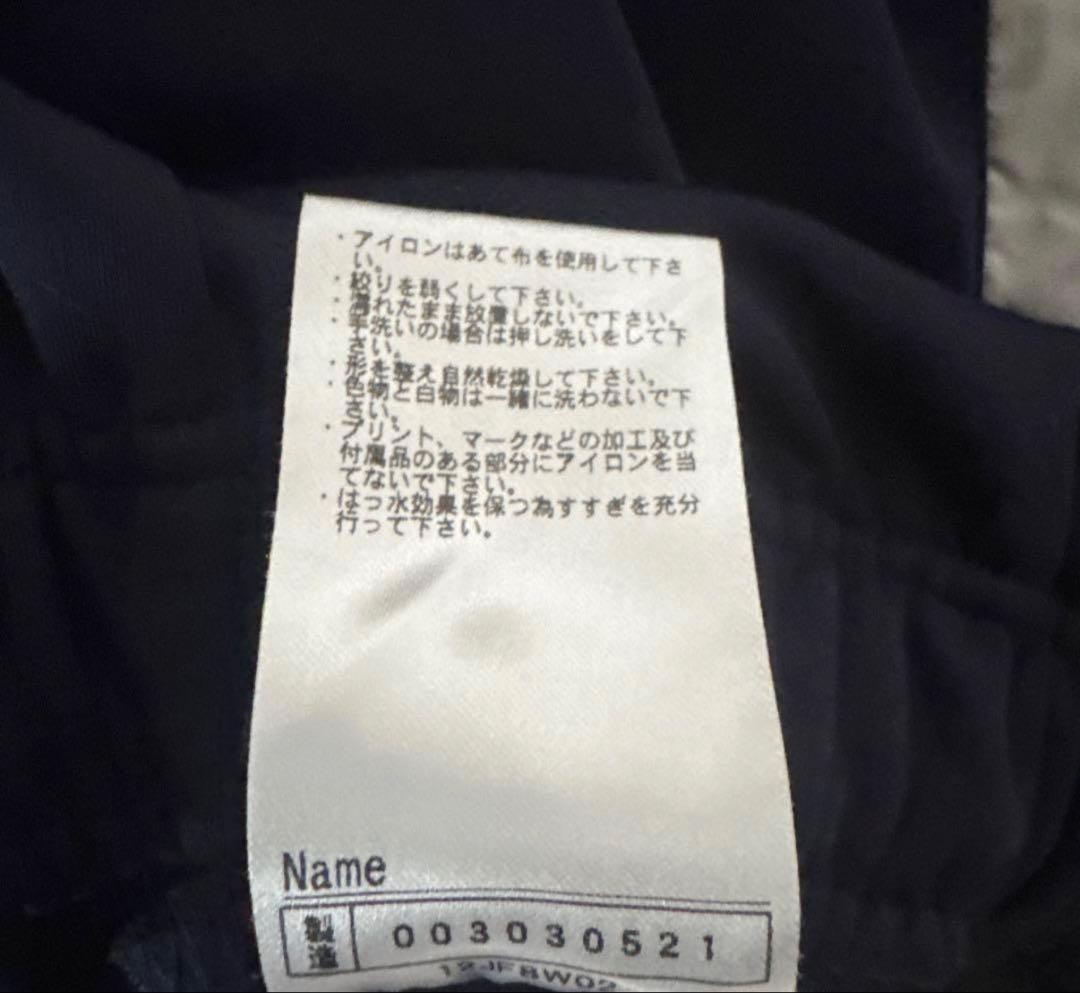 ・アイロンはあて布を使用して下さ
い。
・絞りを弱くして下さい。
・濡れたまま放置しないで下さい。
・手洗いの場合は押し洗いをして下
さい。
・形を整え自然乾燥して下さい。
・色物と白物は一緒に洗わないで下
さい。
・プリント、マークなどの加工及び
付属品のある部分にアイロンを当
てないで下さい。
・はっ水効果を保つ為すすぎを充分
行って下さい。
Name
製造 003030521
12JF8W02